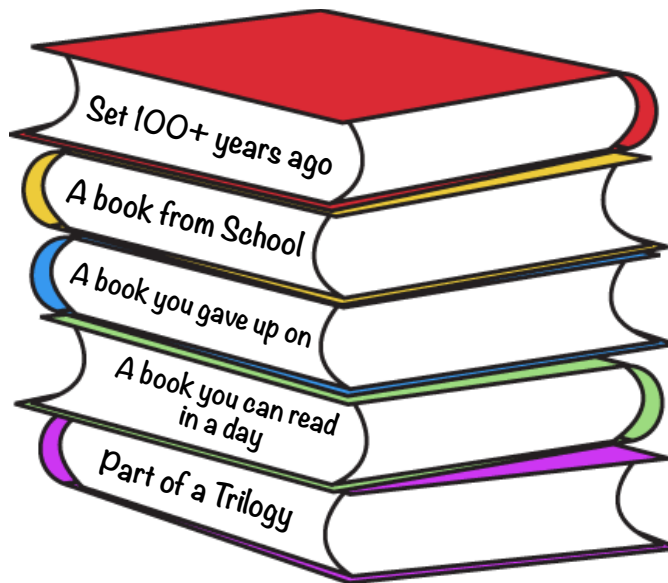 Set 100+ years ago
A book from School
A book you gave up on
A book you can read
in a day
Part of a Trilogy